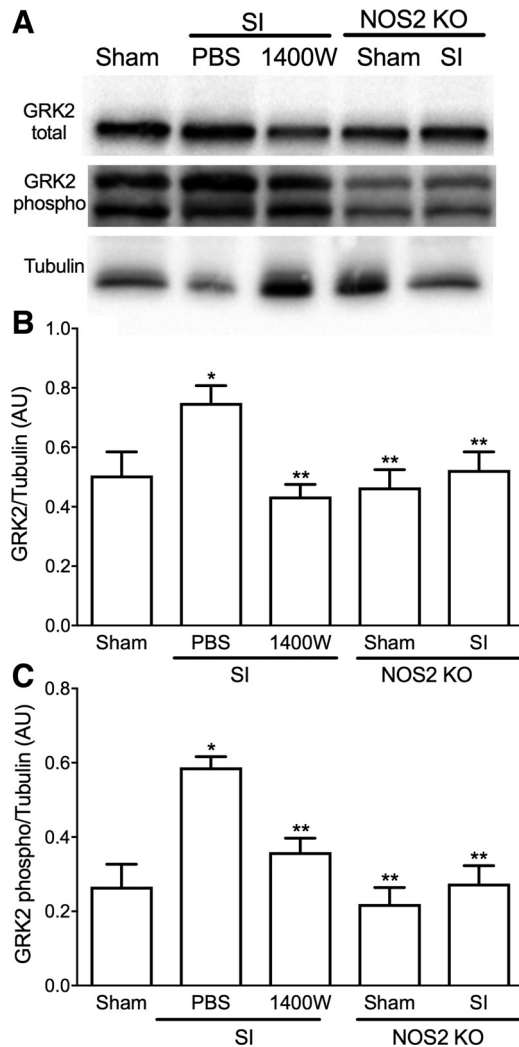 A
SI
NOS2 KO
Sham PBS 1400W Sham SI
GRK2
total
GRK2
phospho
Tubulin
B
GRK2/Tubulin (AU)
1.0
0.8
0.6
0.4
0.2
0.0
*
**
**
**
Sham PBS 1400W Sham SI
SI NOS2 KO
C
GRK2 phospho/Tubulin (AU)
0.8
0.6
0.4
0.2
0.0
*
**
**
**
Sham PBS 1400W Sham SI
SI NOS2 KO